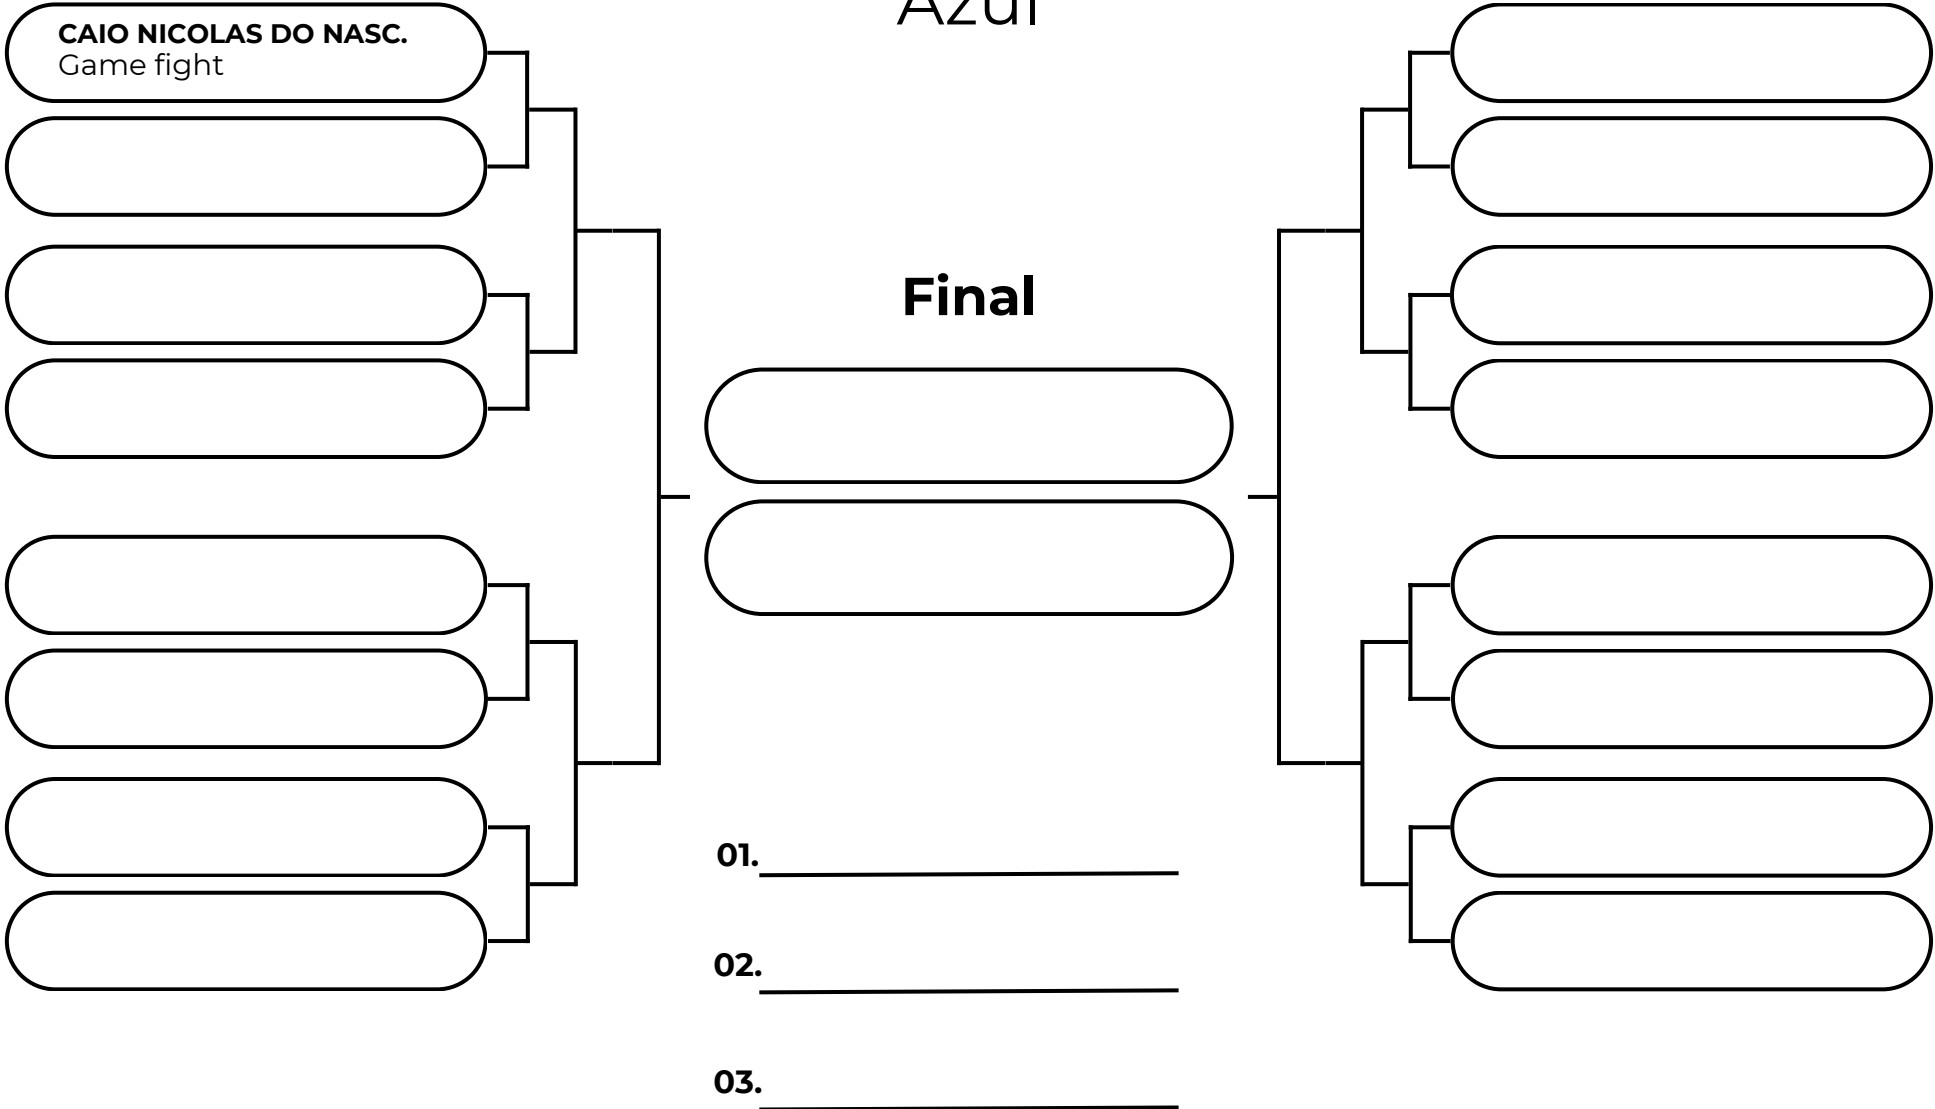 Azul
CAIO NICOLAS DO NASC.
Game fight
Final
01.
02.
03.